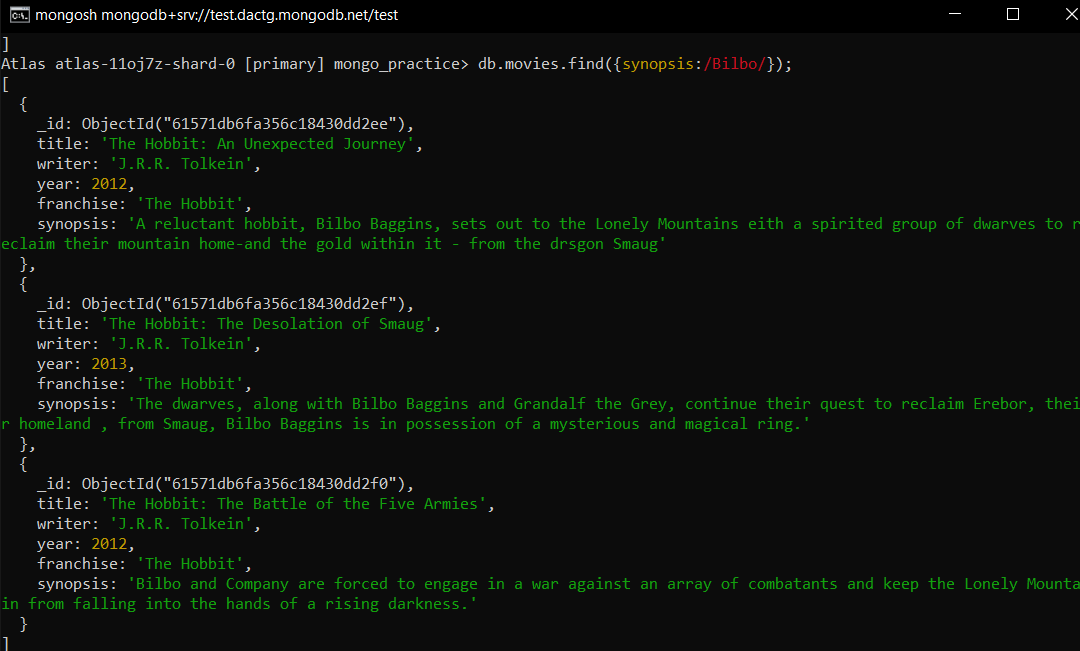 mongosh mongodb+srv://test.dactg.mongodb.net/test
]
Atlas atlas-11oj7z-shard-0 [primary] mongo_practice> db.movies.find({synopsis:/Bilbo/});
[
  {
    _id: ObjectId("61571db6fa356c18430dd2ee"),
    title: 'The Hobbit: An Unexpected Journey',
    writer: 'J.R.R. Tolkein',
    year: 2012,
    franchise: 'The Hobbit',
    synopsis: 'A reluctant hobbit, Bilbo Baggins, sets out to the Lonely Mountains eith a spirited group of dwarves to r
eclaim their mountain home-and the gold within it - from the drsgon Smaug'
  },
  {
    _id: ObjectId("61571db6fa356c18430dd2ef"),
    title: 'The Hobbit: The Desolation of Smaug',
    writer: 'J.R.R. Tolkein',
    year: 2013,
    franchise: 'The Hobbit',
    synopsis: 'The dwarves, along with Bilbo Baggins and Grandalf the Grey, continue their quest to reclaim Erebor, thei
r homeland , from Smaug, Bilbo Baggins is in possession of a mysterious and magical ring.'
  },
  {
    _id: ObjectId("61571db6fa356c18430dd2f0"),
    title: 'The Hobbit: The Battle of the Five Armies',
    writer: 'J.R.R. Tolkein',
    year: 2012,
    franchise: 'The Hobbit',
    synopsis: 'Bilbo and Company are forced to engage in a war against an array of combatants and keep the Lonely Mounta
in from falling into the hands of a rising darkness.'
  }
]